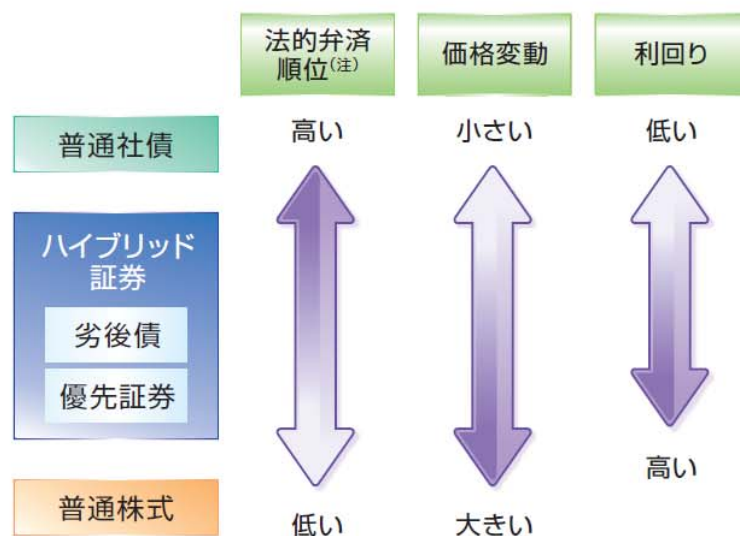 法的弁済
順位(注)
価格変動
利回り
普通社債
高い
小さい
低い
ハイブリッド
証券
劣後債
優先証券
高い
普通株式
低い
大きい